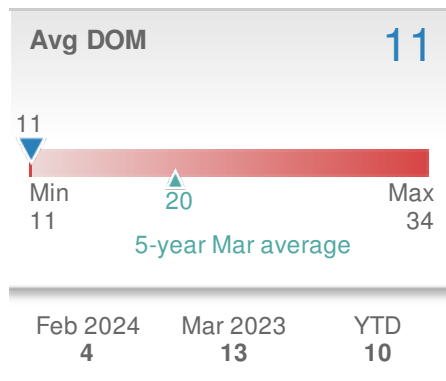 Avg DOM 11
11
Min 20 Max
11 34
5-year Mar average
Feb 2024 Mar 2023 YTD
4 13 10